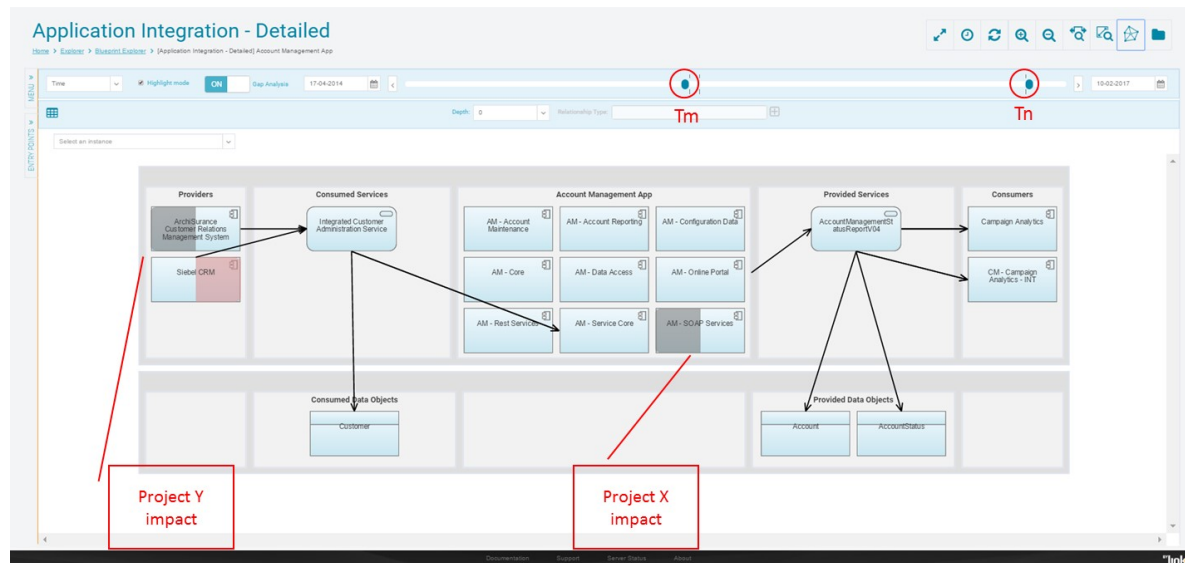 Application Integration - Detailed
Home > Explorer > Blueprint Explorer > [Application Integration - Detailed] Account Management App
MENU »
ENTRY POINTS »
Time
Highlight mode
ON
Gap Analysis
17-04-2014
10-02-2017
Tm
Tn
Depth: 0
Relationship Type:
Select an instance
Providers
Consumed Services
Account Management App
Provided Services
Consumers
ArchiSurance
Customer Relations
Management System
Integrated Customer
Administration Service
AM - Account
Maintenance
AM - Account Reporting
AM - Configuration Data
AccountManagementSt
atusReportV04
Campaign Analytics
Siebel CRM
AM - Core
AM - Data Access
AM - Online Portal
CM - Campaign
Analytics - INT
AM - Rest Services
AM - Service Core
AM - SOAP Services
Consumed Data Objects
Provided Data Objects
Customer
Account
AccountStatus
Project Y
impact
Project X
impact
Documentation
Support
Server Status
About